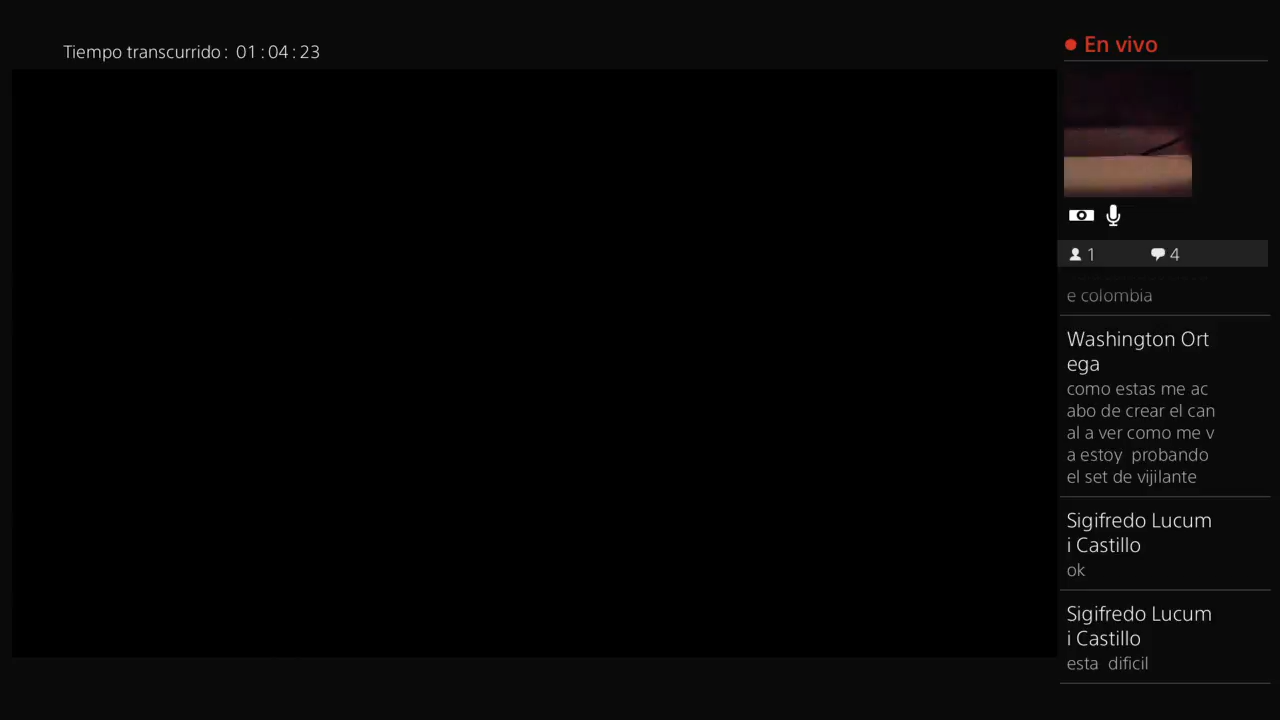 Tiempo transcurrido : 01 : 04 : 23
En vivo
1 4
e colombia
Washington Ort
ega
como estas me ac
abo de crear el can
al a ver como me v
a estoy probando
el set de vijilante
Sigifredo Lucum
i Castillo
ok
Sigifredo Lucum
i Castillo
esta dificil